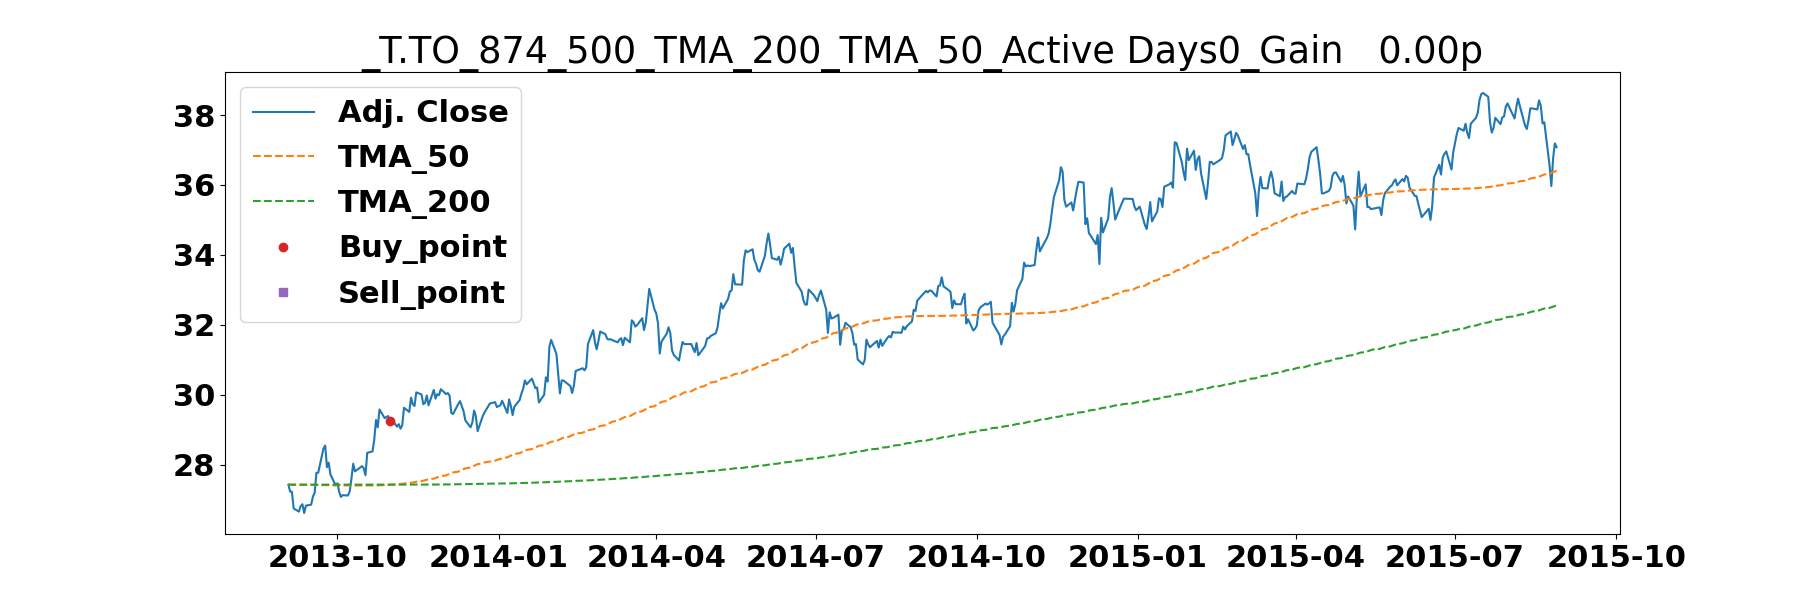 _T.TO_874_500_TMA_200_TMA_50_Active Days0_Gain   0.00p
Adj. Close
TMA_50
TMA_200
Buy_point
Sell_point
38
36
34
32
30
28
2013-10 2014-01 2014-04 2014-07 2014-10 2015-01 2015-04 2015-07 2015-10